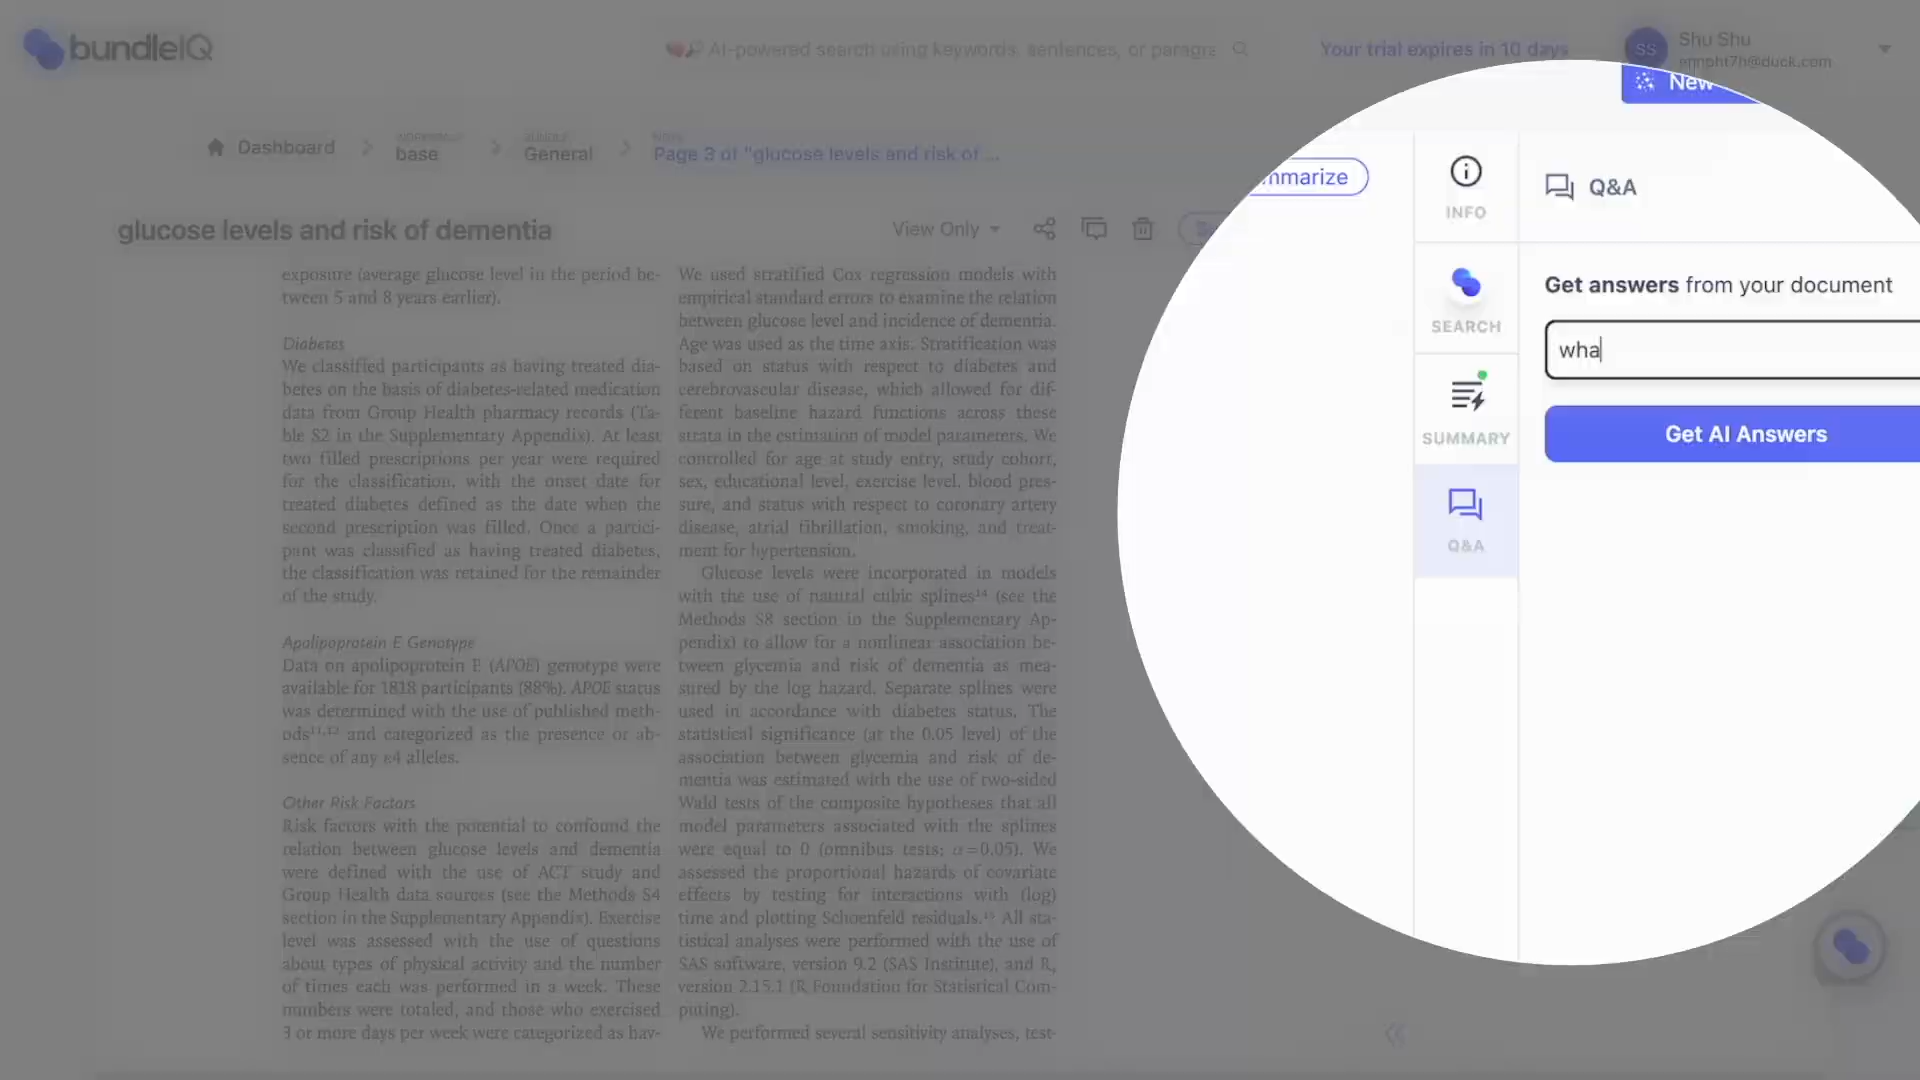 bundleIQ
AI-powered search using keywords, sentences, or paragra
Your trial expires in 10 days
SS
Shu Shu
ennpht7h@duck.com
New
Dashboard
base
BUNDLE
General
NOTE
Page 3 of "glucose levels and risk of ...
glucose levels and risk of dementia
View Only
mmarize
exposure (average glucose level in the period be-
tween 5 and 8 years earlier).
Diabetes
We classified participants as having treated dia-
betes on the basis of diabetes-related medication
data from Group Health pharmacy records (Ta-
ble S2 in the Supplementary Appendix). At least
two filled prescriptions per year were required
for the classification, with the onset date for
treated diabetes defined as the date when the
second prescription was filled. Once a partici-
pant was classified as having treated diabetes,
the classification was retained for the remainder
of the study.
Apolipoprotein E Genotype
Data on apolipoprotein E (APOE) genotype were
available for 1818 participants (88%). APOE status
was determined with the use of published meth-
ods¹¹,¹² and categorized as the presence or ab-
sence of any ε4 alleles.
Other Risk Factors
Risk factors with the potential to confound the
relation between glucose levels and dementia
were defined with the use of ACT study and
Group Health data sources (see the Methods S4
section in the Supplementary Appendix). Exercise
level was assessed with the use of questions
about types of physical activity and the number
of times each was performed in a week. These
numbers were totaled, and those who exercised
3 or more days per week were categorized as hav-
We used stratified Cox regression models with
empirical standard errors to examine the relation
between glucose level and incidence of dementia.
Age was used as the time axis. Stratification was
based on status with respect to diabetes and
cerebrovascular disease, which allowed for dif-
ferent baseline hazard functions across these
strata in the estimation of model parameters. We
controlled for age at study entry, study cohort,
sex, educational level, exercise level, blood pres-
sure, and status with respect to coronary artery
disease, atrial fibrillation, smoking, and treat-
ment for hypertension.
Glucose levels were incorporated in models
with the use of natural cubic splines¹⁴ (see the
Methods S8 section in the Supplementary Ap-
pendix) to allow for a nonlinear association be-
tween glycemia and risk of dementia as mea-
sured by the log hazard. Separate splines were
used in accordance with diabetes status. The
statistical significance (at the 0.05 level) of the
association between glycemia and risk of de-
mentia was estimated with the use of two-sided
Wald tests of the composite hypotheses that all
model parameters associated with the splines
were equal to 0 (omnibus tests; α=0.05). We
assessed the proportional hazards of covariate
effects by testing for interactions with (log)
time and plotting Schoenfeld residuals.¹⁵ All sta-
tistical analyses were performed with the use of
SAS software, version 9.2 (SAS Institute), and R,
version 2.15.1 (R Foundation for Statistical Com-
puting).
We performed several sensitivity analyses, test-
INFO
SEARCH
SUMMARY
Q&A
Q&A
Get answers from your document
wha
Get AI Answers